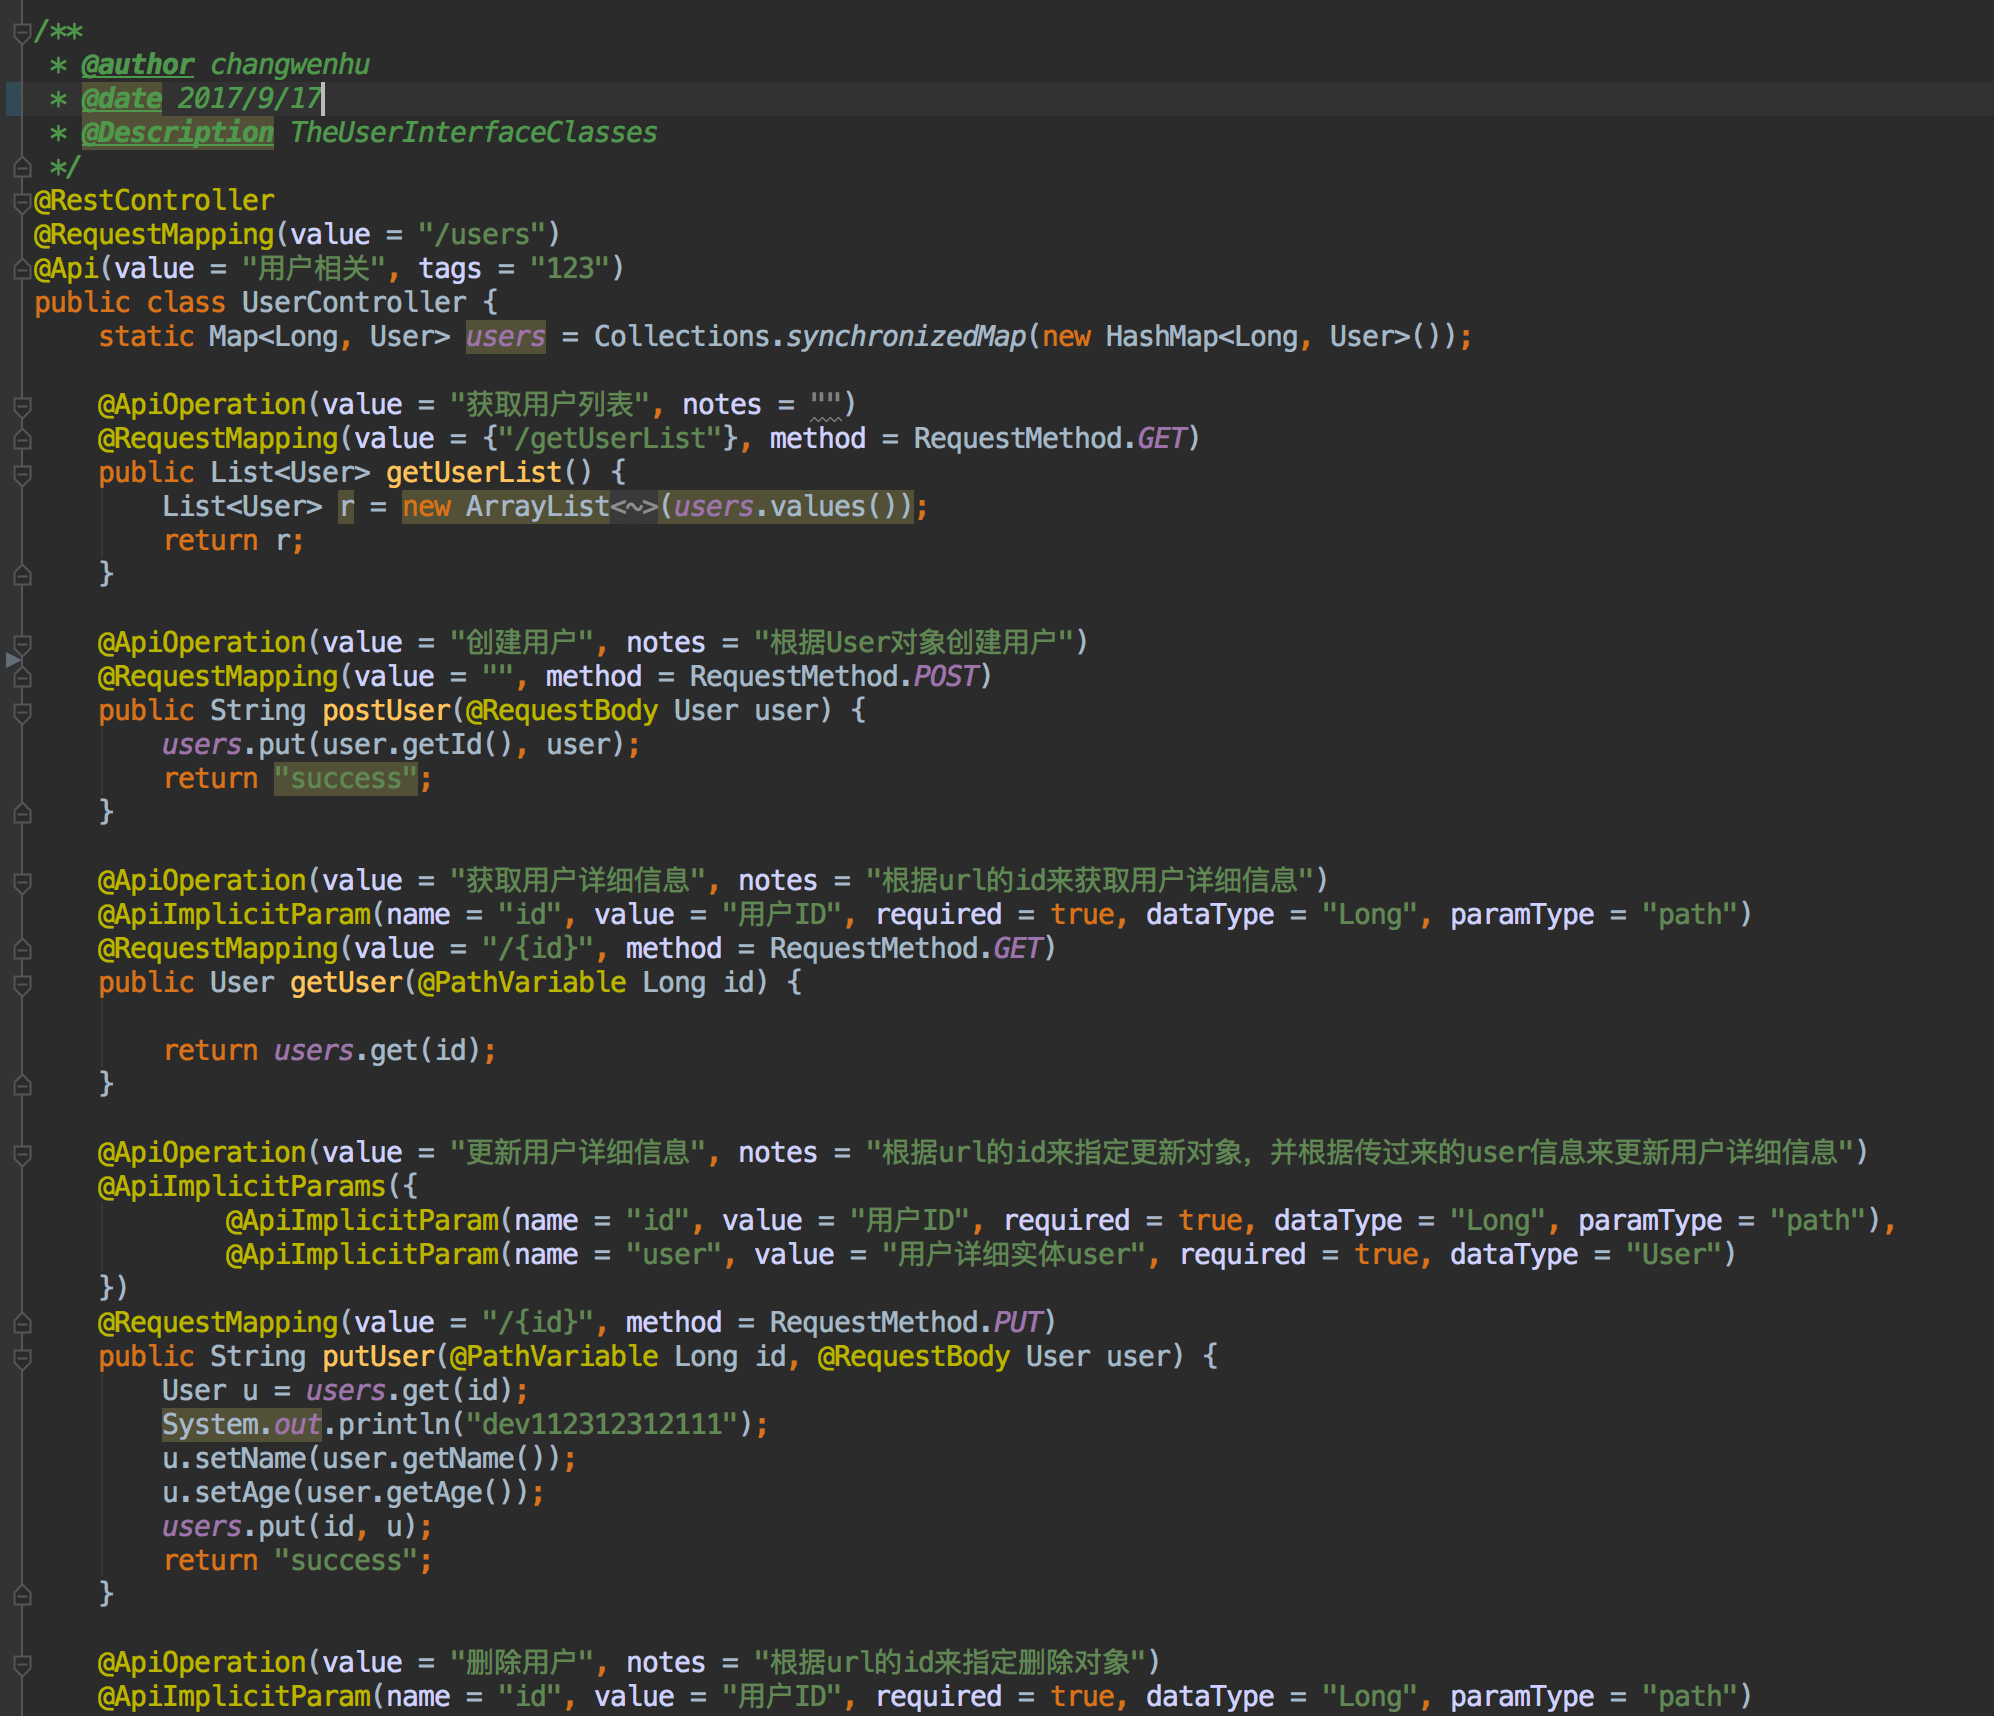 /**
 * @author changwenhu
 * @date 2017/9/17
 * @Description TheUserInterfaceClasses
 */
@RestController
@RequestMapping(value = "/users")
@Api(value = "用户相关", tags = "123")
public class UserController {
    static Map<Long, User> users = Collections.synchronizedMap(new HashMap<Long, User>());

    @ApiOperation(value = "获取用户列表", notes = "")
    @RequestMapping(value = {"/getUserList"}, method = RequestMethod.GET)
    public List<User> getUserList() {
        List<User> r = new ArrayList<~>(users.values());
        return r;
    }

    @ApiOperation(value = "创建用户", notes = "根据User对象创建用户")
    @RequestMapping(value = "", method = RequestMethod.POST)
    public String postUser(@RequestBody User user) {
        users.put(user.getId(), user);
        return "success";
    }

    @ApiOperation(value = "获取用户详细信息", notes = "根据url的id来获取用户详细信息")
    @ApiImplicitParam(name = "id", value = "用户ID", required = true, dataType = "Long", paramType = "path")
    @RequestMapping(value = "/{id}", method = RequestMethod.GET)
    public User getUser(@PathVariable Long id) {

        return users.get(id);
    }

    @ApiOperation(value = "更新用户详细信息", notes = "根据url的id来指定更新对象，并根据传过来的user信息来更新用户详细信息")
    @ApiImplicitParams({
            @ApiImplicitParam(name = "id", value = "用户ID", required = true, dataType = "Long", paramType = "path"),
            @ApiImplicitParam(name = "user", value = "用户详细实体user", required = true, dataType = "User")
    })
    @RequestMapping(value = "/{id}", method = RequestMethod.PUT)
    public String putUser(@PathVariable Long id, @RequestBody User user) {
        User u = users.get(id);
        System.out.println("dev112312312111");
        u.setName(user.getName());
        u.setAge(user.getAge());
        users.put(id, u);
        return "success";
    }

    @ApiOperation(value = "删除用户", notes = "根据url的id来指定删除对象")
    @ApiImplicitParam(name = "id", value = "用户ID", required = true, dataType = "Long", paramType = "path")